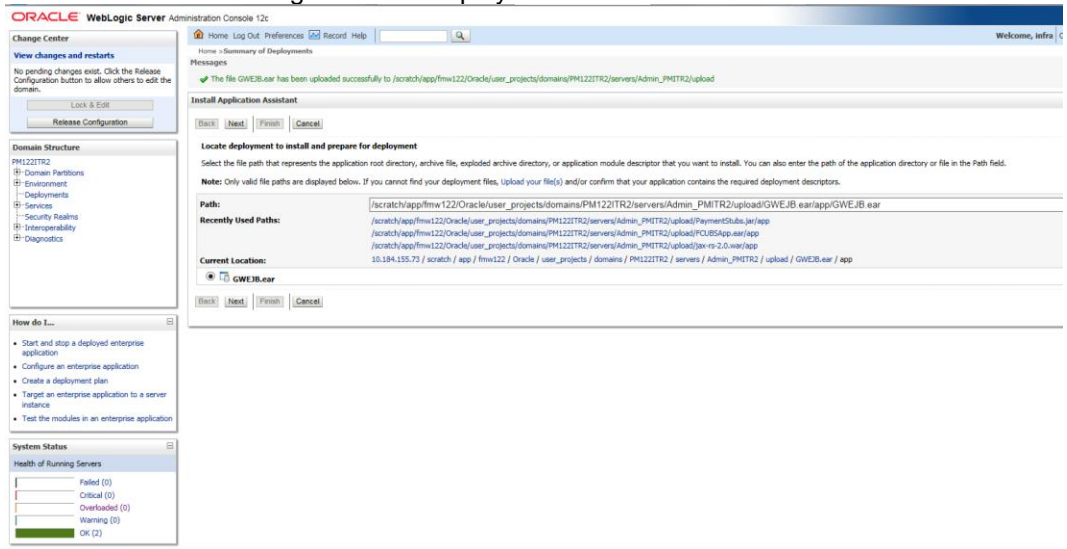 ORACLE WebLogic Server Administration Console 12c
Change Center
View changes and restarts
No pending changes exist. Click the Release
Configuration button to allow others to edit the
domain.
Lock & Edit
Release Configuration
Domain Structure
PM122ITR2
Domain Partitions
Environment
Deployments
Services
Security Realms
Interoperability
Diagnostics
How do I...
Start and stop a deployed enterprise
application
Configure an enterprise application
Create a deployment plan
Target an enterprise application to a server
instance
Test the modules in an enterprise application
System Status
Health of Running Servers
Failed (0)
Critical (0)
Overloaded (0)
Warning (0)
OK (2)
Home Log Out Preferences Record Help
Welcome, infra
Home >Summary of Deployments
Messages
The file GWEJB.ear has been uploaded successfully to /scratch/app/fmw122/Oracle/user_projects/domains/PM122ITR2/servers/Admin_PMITR2/upload
Install Application Assistant
Back Next Finish Cancel
Locate deployment to install and prepare for deployment
Select the file path that represents the application root directory, archive file, exploded archive directory, or application module descriptor that you want to install. You can also enter the path of the application directory or file in the Path field.
Note: Only valid file paths are displayed below. If you cannot find your deployment files, Upload your file(s) and/or confirm that your application contains the required deployment descriptors.
Path: /scratch/app/fmw122/Oracle/user_projects/domains/PM122ITR2/servers/Admin_PMITR2/upload/GWEJB.ear/app/GWEJB.ear
Recently Used Paths: /scratch/app/fmw122/Oracle/user_projects/domains/PM122ITR2/servers/Admin_PMITR2/upload/PaymentStubs.jar/app
/scratch/app/fmw122/Oracle/user_projects/domains/PM122ITR2/servers/Admin_PMITR2/upload/FCUBSApp.ear/app
/scratch/app/fmw122/Oracle/user_projects/domains/PM122ITR2/servers/Admin_PMITR2/upload/jax-rs-2.0.war/app
Current Location: 10.184.155.73 / scratch / app / fmw122 / Oracle / user_projects / domains / PM122ITR2 / servers / Admin_PMITR2 / upload / GWEJB.ear / app
GWEJB.ear
Back Next Finish Cancel